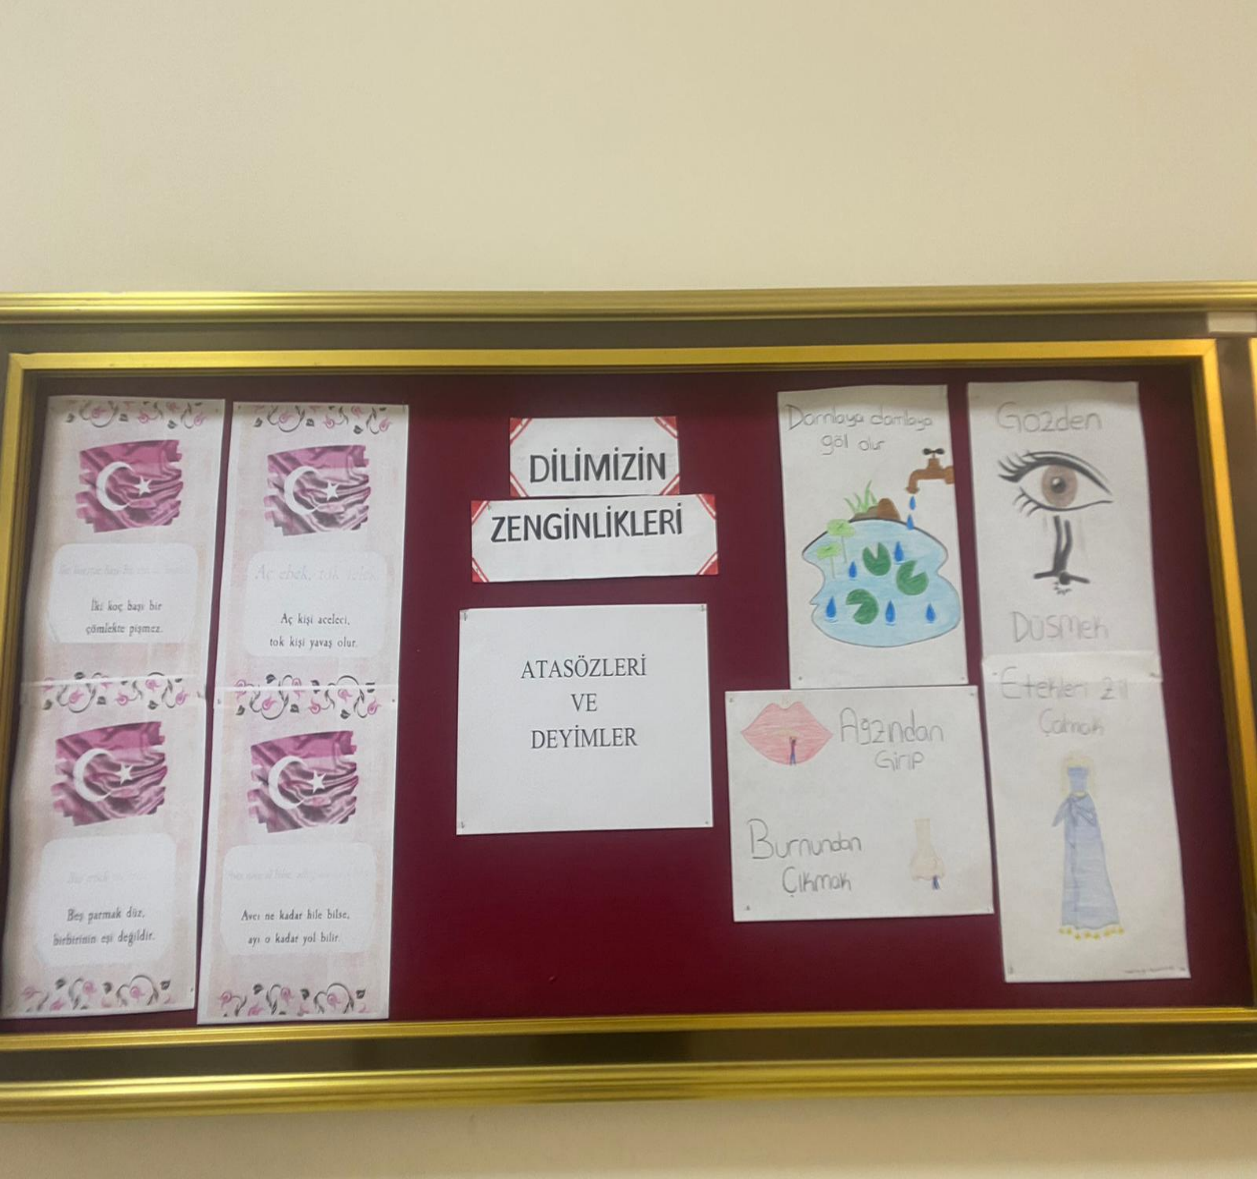 İki koç başı bir
çömlekte pişmez.
Beş parmak düz,
birbirinin eşi değildir.
Aç kişi aceleci,
tok kişi yavaş olur.
Avcı ne kadar hile bilse,
ayı o kadar yol bilir.
DİLİMİZİN
ZENGİNLİKLERİ
ATASÖZLERİ
VE
DEYİMLER
Damlaya damlaya
göl olur
Ağzından
Girip
Burnundan
Çıkmak
Gözden
Düşmek
Etekleri Zil
Çalmak